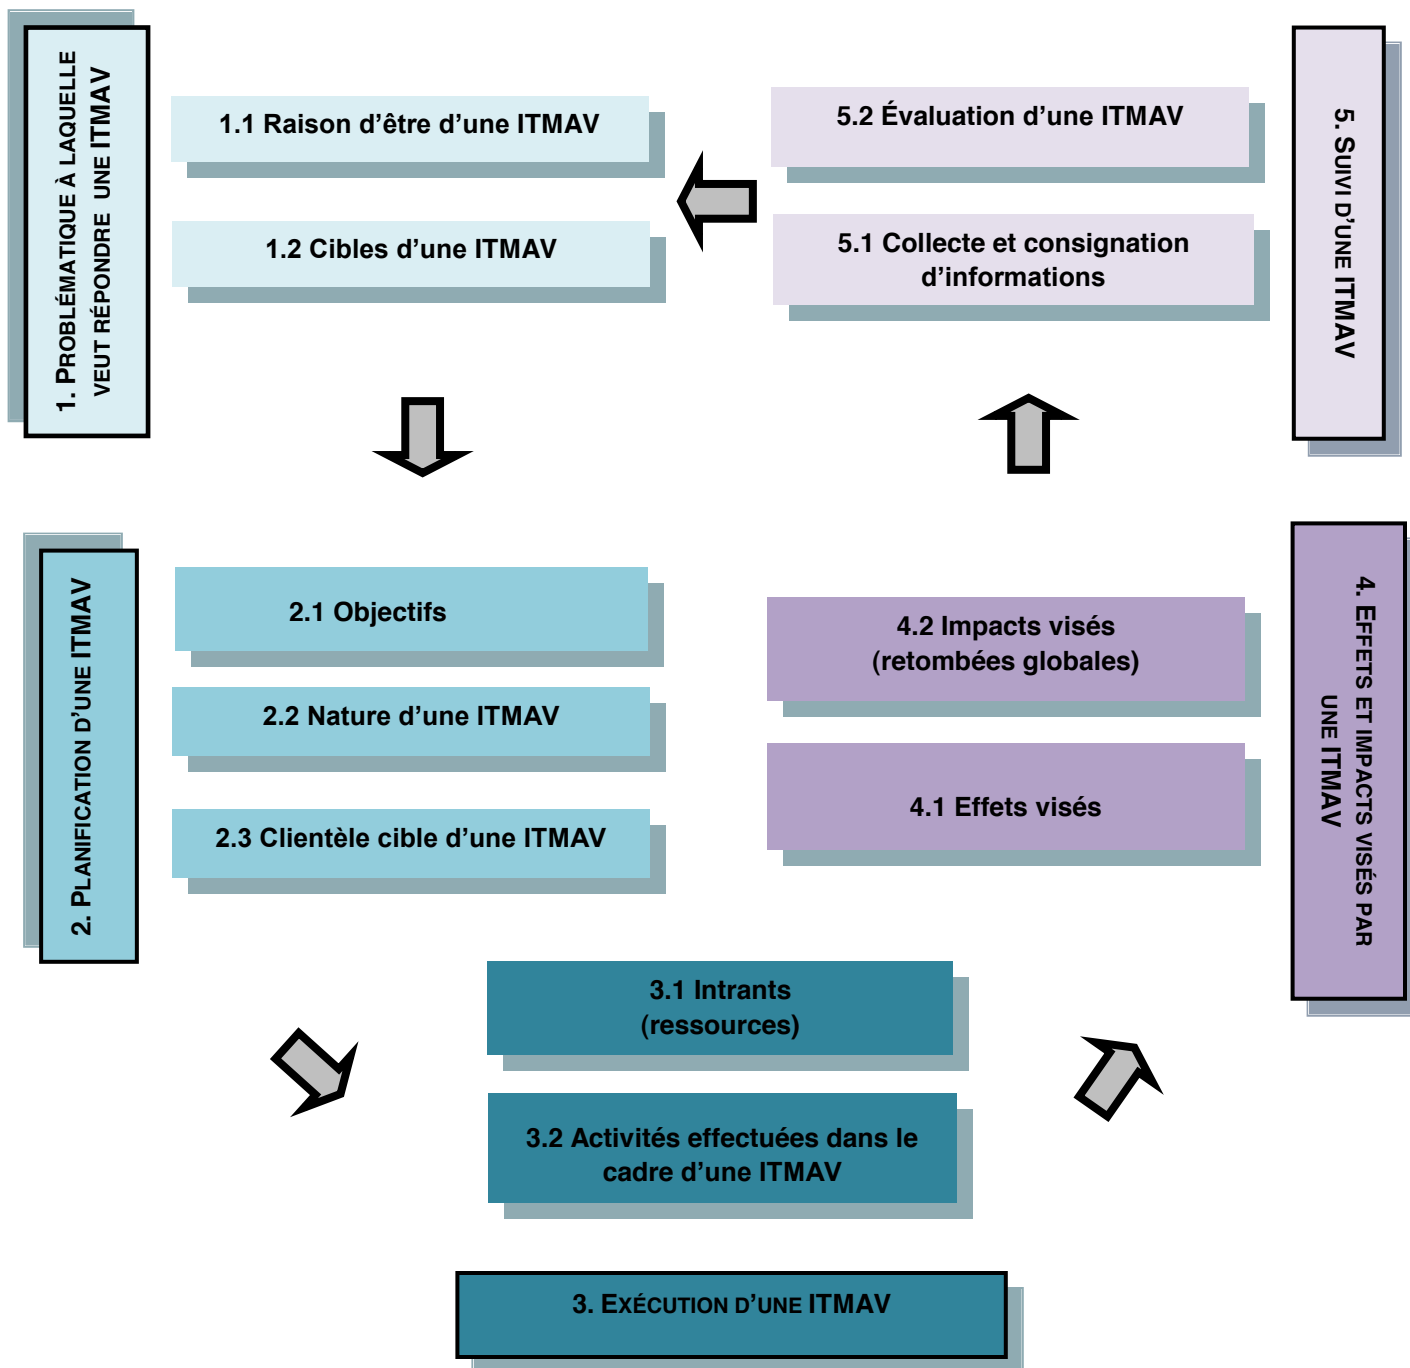 1. PROBLÉMATIQUE À LAQUELLE
VEUT RÉPONDRE UNE ITMAV
1.1 Raison d'être d'une ITMAV
1.2 Cibles d'une ITMAV
5.2 Évaluation d'une ITMAV
5.1 Collecte et consignation
d'informations
5. SUIVI D'UNE ITMAV
2. PLANIFICATION D'UNE ITMAV
2.1 Objectifs
2.2 Nature d'une ITMAV
2.3 Clientèle cible d'une ITMAV
4.2 Impacts visés
(retombées globales)
4.1 Effets visés
4. EFFETS ET IMPACTS VISÉS PAR
UNE ITMAV
3.1 Intrants
(ressources)
3.2 Activités effectuées dans le
cadre d'une ITMAV
3. EXÉCUTION D'UNE ITMAV